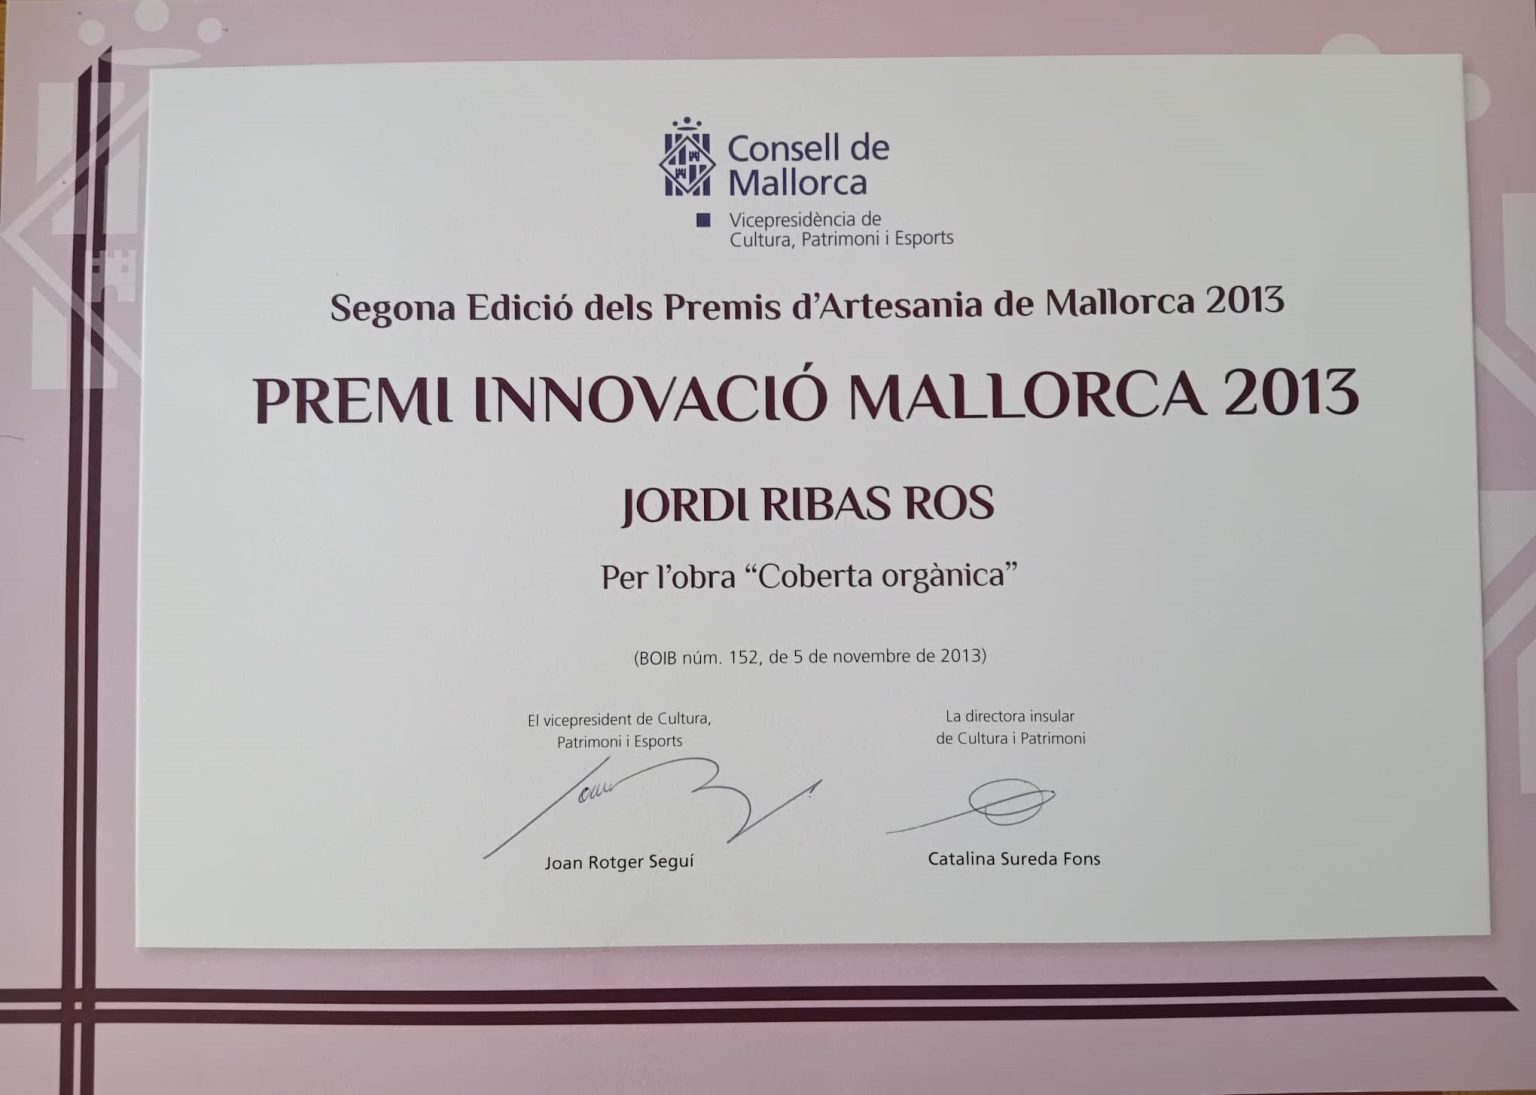 Consell de
Mallorca
Vicepresidència de
Cultura, Patrimoni i Esports
Segona Edició dels Premis d'Artesania de Mallorca 2013
PREMI INNOVACIÓ MALLORCA 2013
JORDI RIBAS ROS
Per l'obra “Coberta orgànica”
(BOIB núm. 152, de 5 de novembre de 2013)
El vicepresident de Cultura,
Patrimoni i Esports
Joan Rotger Seguí
La directora insular
de Cultura i Patrimoni
Catalina Sureda Fons